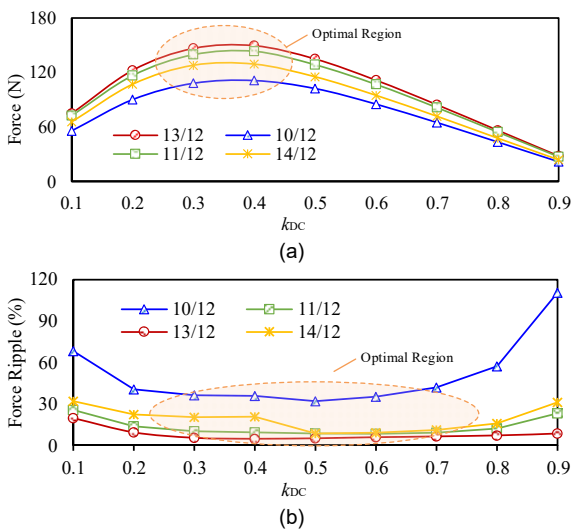 180
120
60
0
Force (N)
Optimal Region
13/12
10/12
11/12
14/12
0.1 0.2 0.3 0.4 0.5 0.6 0.7 0.8 0.9
kDC
(a)
120
90
60
30
0
Force Ripple (%)
10/12
11/12
13/12
14/12
Optimal Region
0.1 0.2 0.3 0.4 0.5 0.6 0.7 0.8 0.9
kDC
(b)